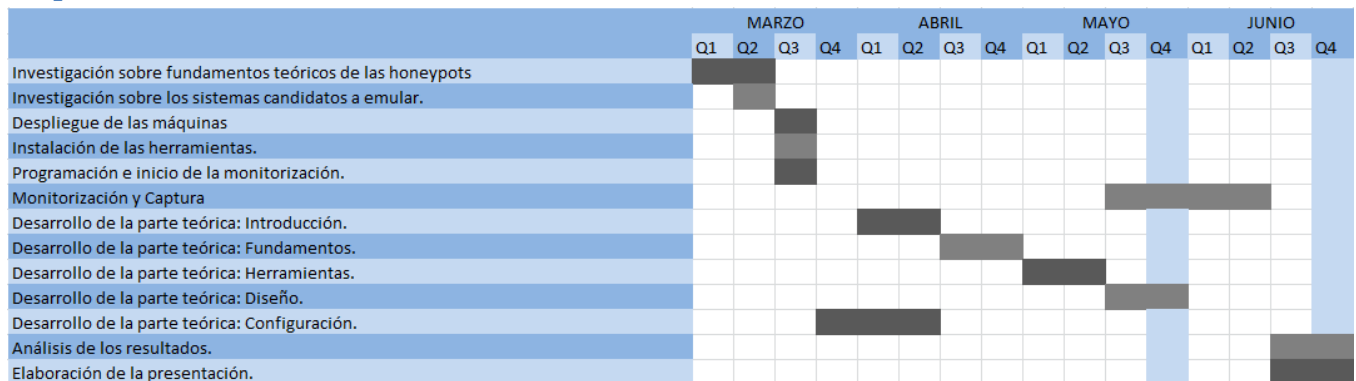 MARZO ABRIL MAYO JUNIO
Q1 Q2 Q3 Q4 Q1 Q2 Q3 Q4 Q1 Q2 Q3 Q4 Q1 Q2 Q3 Q4
Investigación sobre fundamentos teóricos de las honeypots
Investigación sobre los sistemas candidatos a emular.
Despliegue de las máquinas
Instalación de las herramientas.
Programación e inicio de la monitorización.
Monitorización y Captura
Desarrollo de la parte teórica: Introducción.
Desarrollo de la parte teórica: Fundamentos.
Desarrollo de la parte teórica: Herramientas.
Desarrollo de la parte teórica: Diseño.
Desarrollo de la parte teórica: Configuración.
Análisis de los resultados.
Elaboración de la presentación.